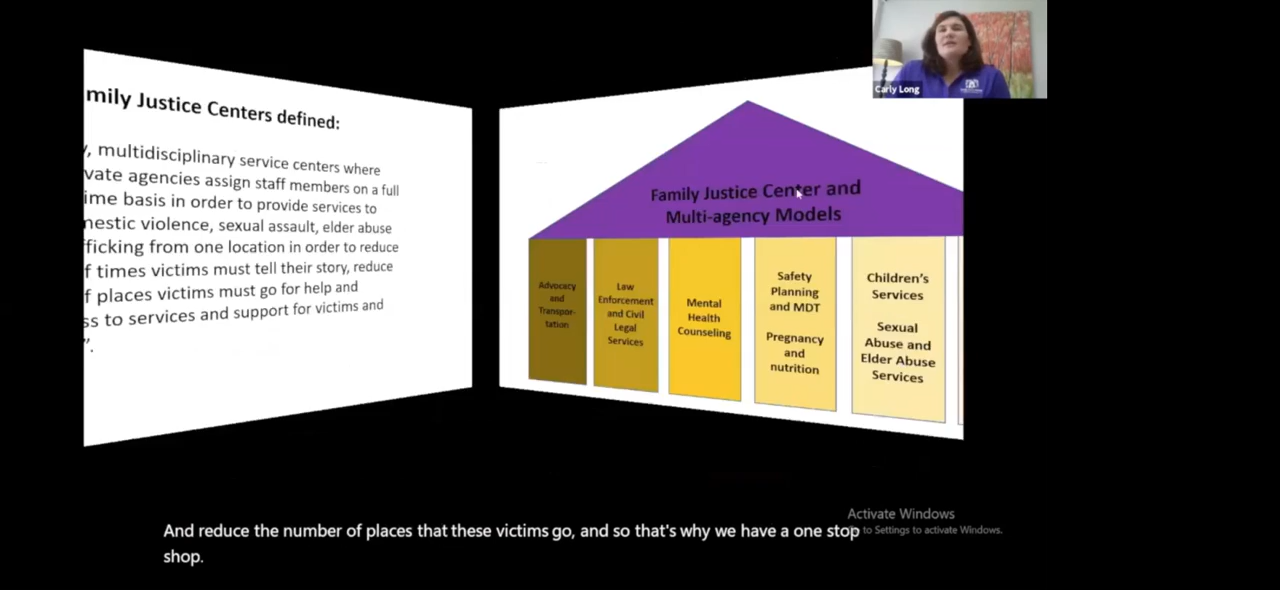 mily Justice Centers defined:
, multidisciplinary service centers where
vate agencies assign staff members on a full
ime basis in order to provide services to
mestic violence, sexual assault, elder abuse
fficking from one location in order to reduce
f times victims must tell their story, reduce
f places victims must go for help and
ss to services and support for victims and
”.
Family Justice Center and
Multi-agency Models
Advocacy
and
Transpor-
tation
Law
Enforcement
and Civil
Legal
Services
Mental
Health
Counseling
Safety
Planning
and MDT
Pregnancy
and
nutrition
Children's
Services
Sexual
Abuse and
Elder Abuse
Services
Carly Long
And reduce the number of places that these victims go, and so that's why we have a one stop
shop.
Activate Windows
to Settings to activate Windows.